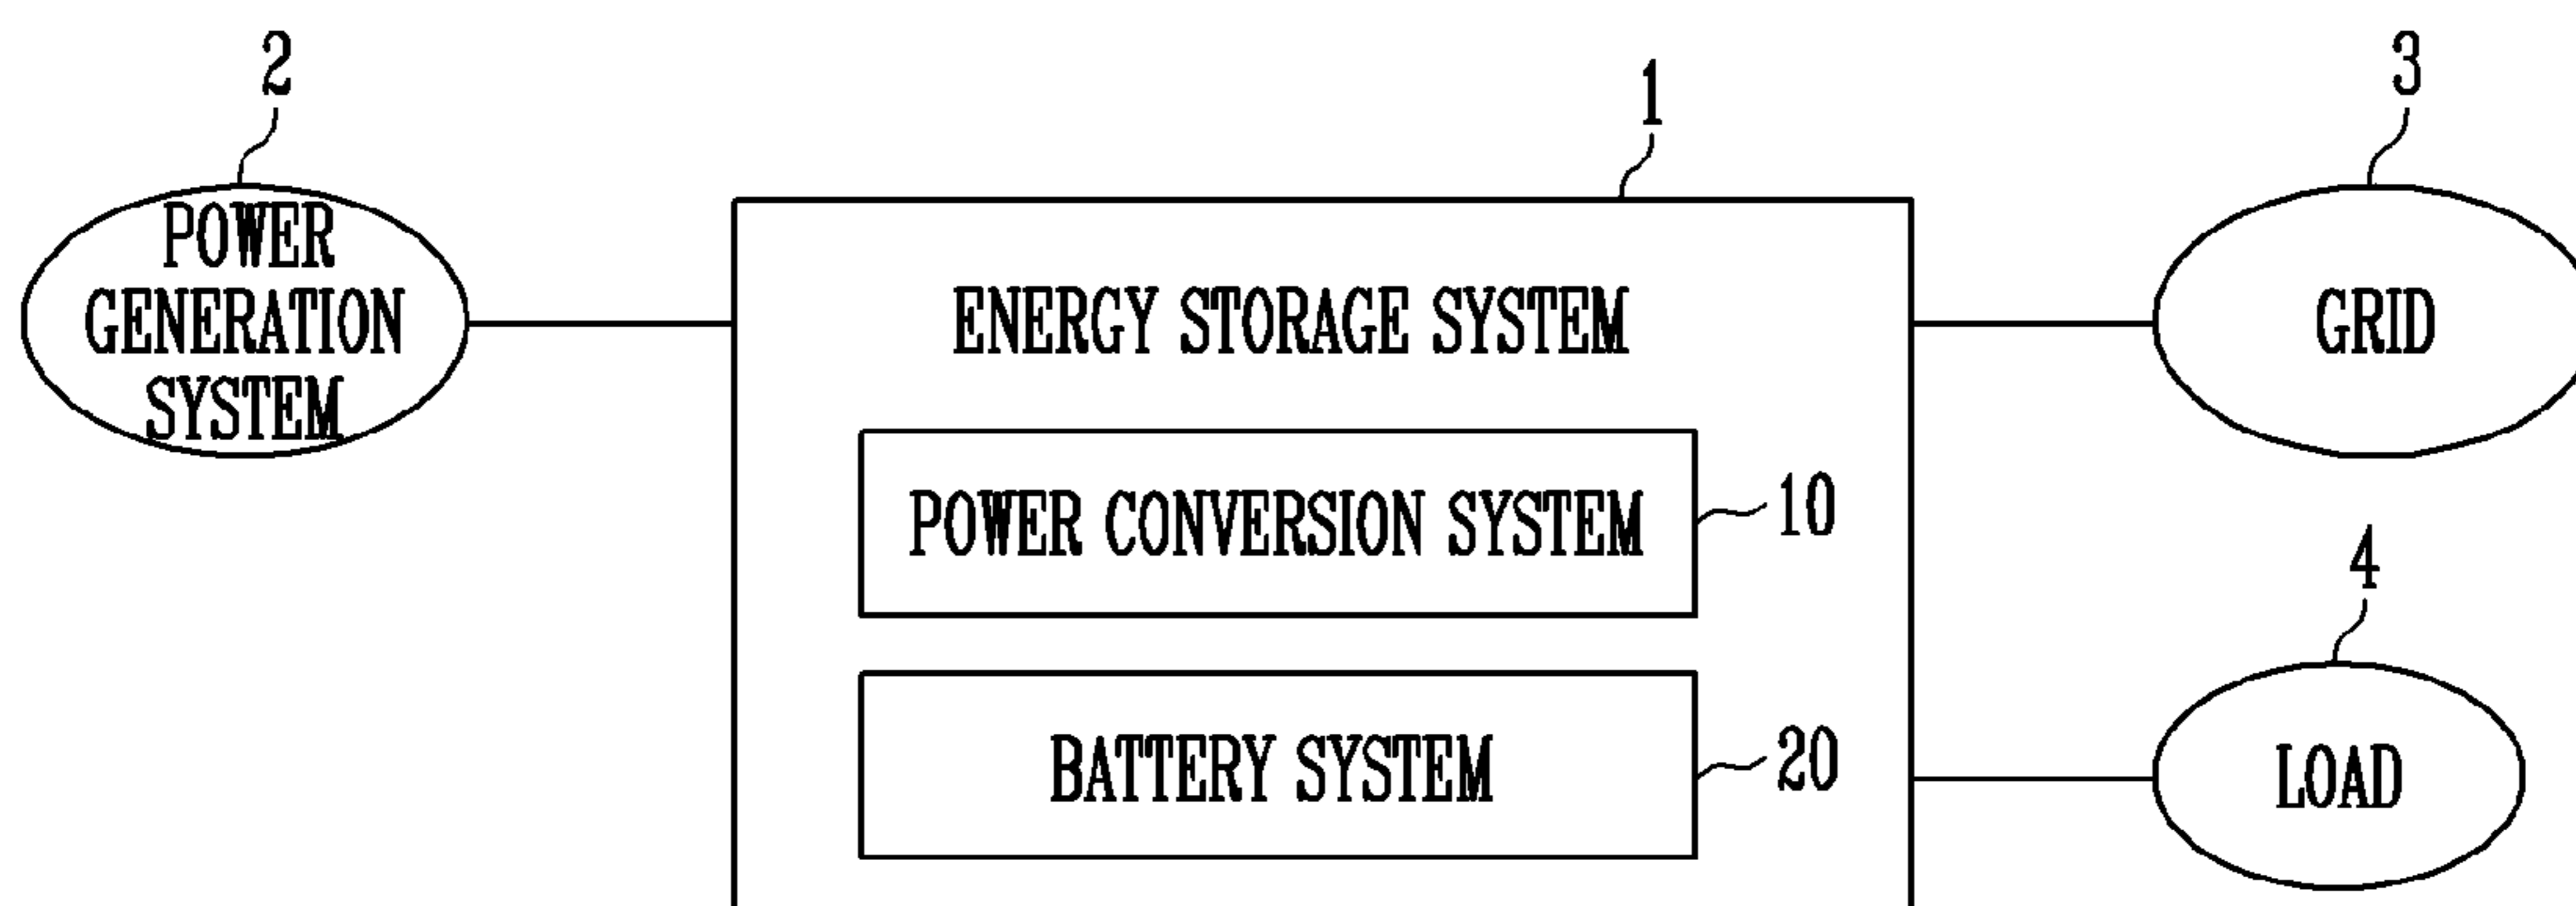 2
1
3
POWER
GENERATION
SYSTEM
ENERGY STORAGE SYSTEM
GRID
POWER CONVERSION SYSTEM
10
4
BATTERY SYSTEM
20
LOAD